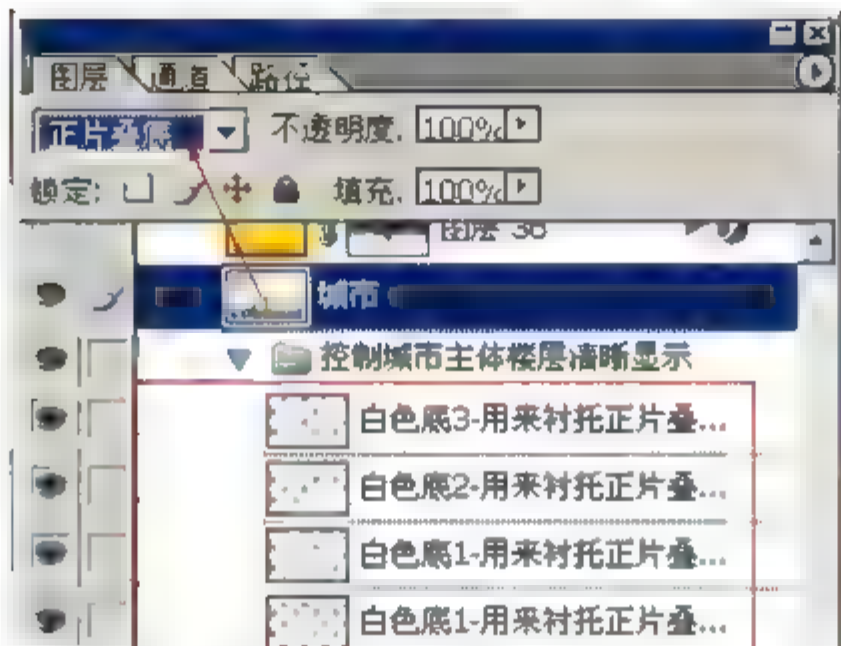 图层 通道 路径
正片叠底 不透明度: 100%
锁定: 填充: 100%
图层 36
城市
控制城市主体楼层清晰显示
白色底3-用来衬托正片叠...
白色底2-用来衬托正片叠...
白色底1-用来衬托正片叠...
白色底1-用来衬托正片叠...